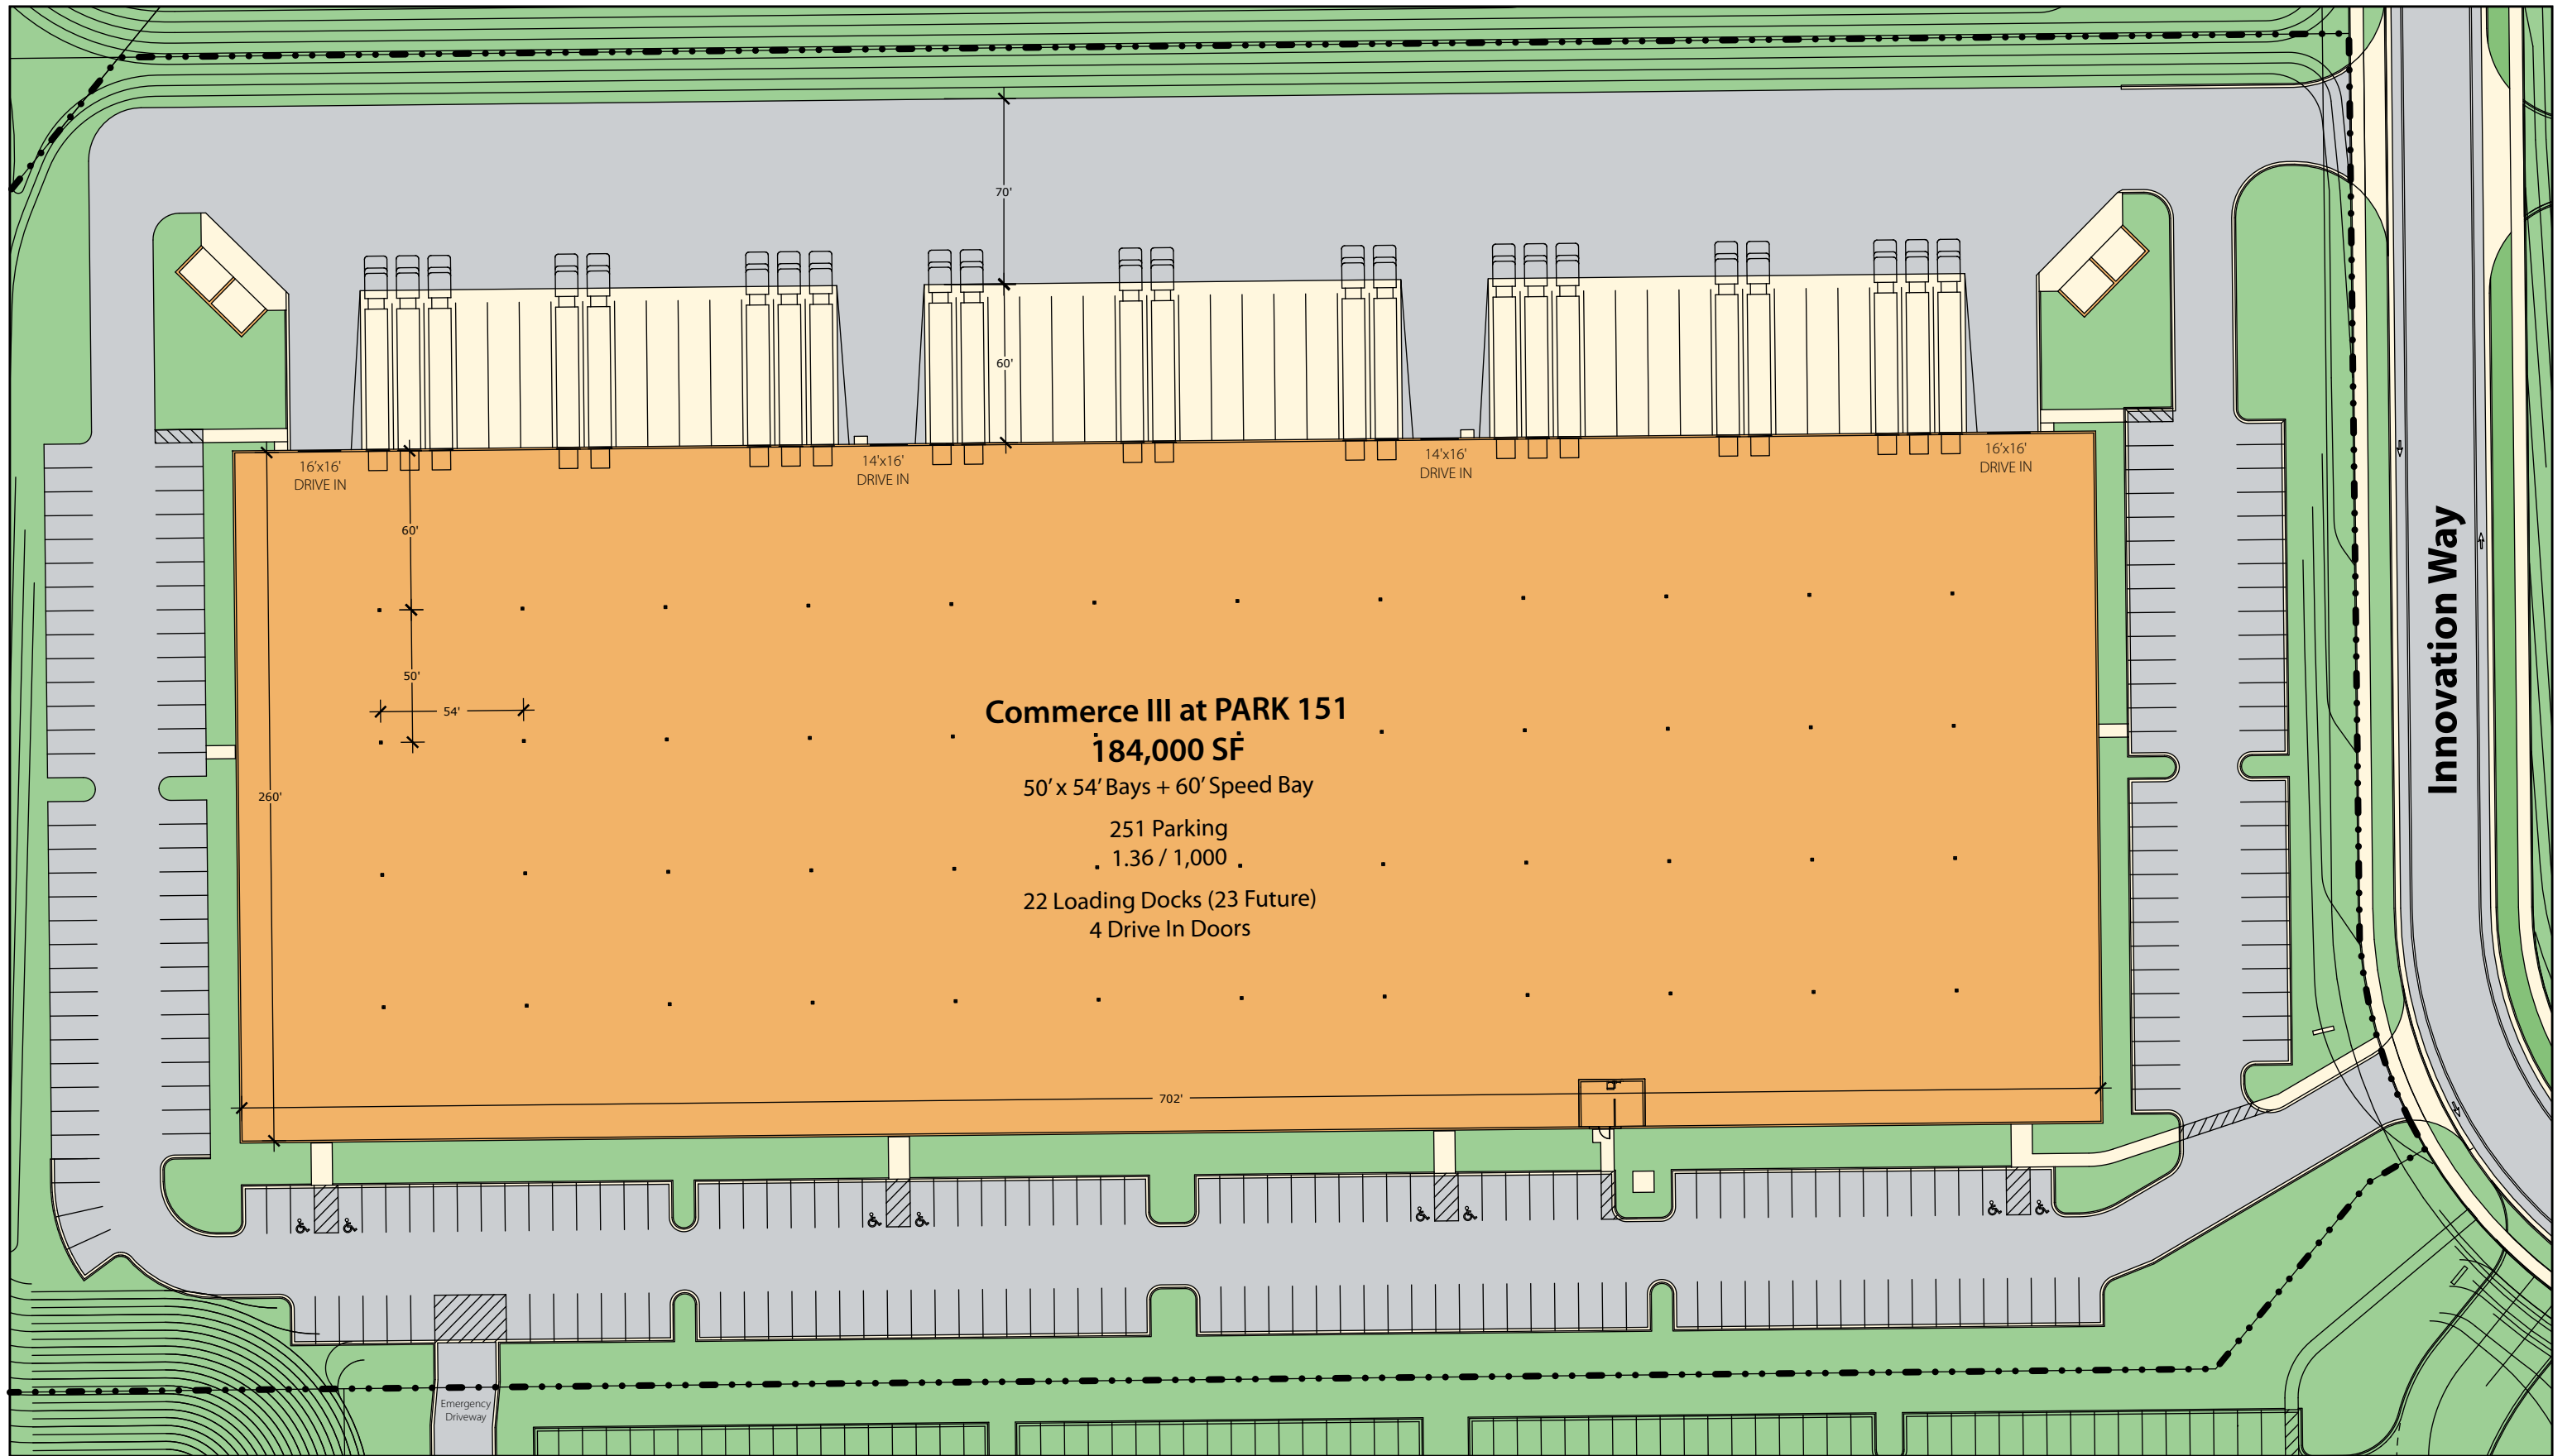 70'
60'
16'x16'
DRIVE IN
14'x16'
DRIVE IN
14'x16'
DRIVE IN
16'x16'
DRIVE IN
60'
50'
54'
260'
Commerce III at PARK 151
184,000 SF
50' x 54' Bays + 60' Speed Bay
251 Parking
1.36 / 1,000
22 Loading Docks (23 Future)
4 Drive In Doors
702'
Innovation Way
Emergency
Driveway